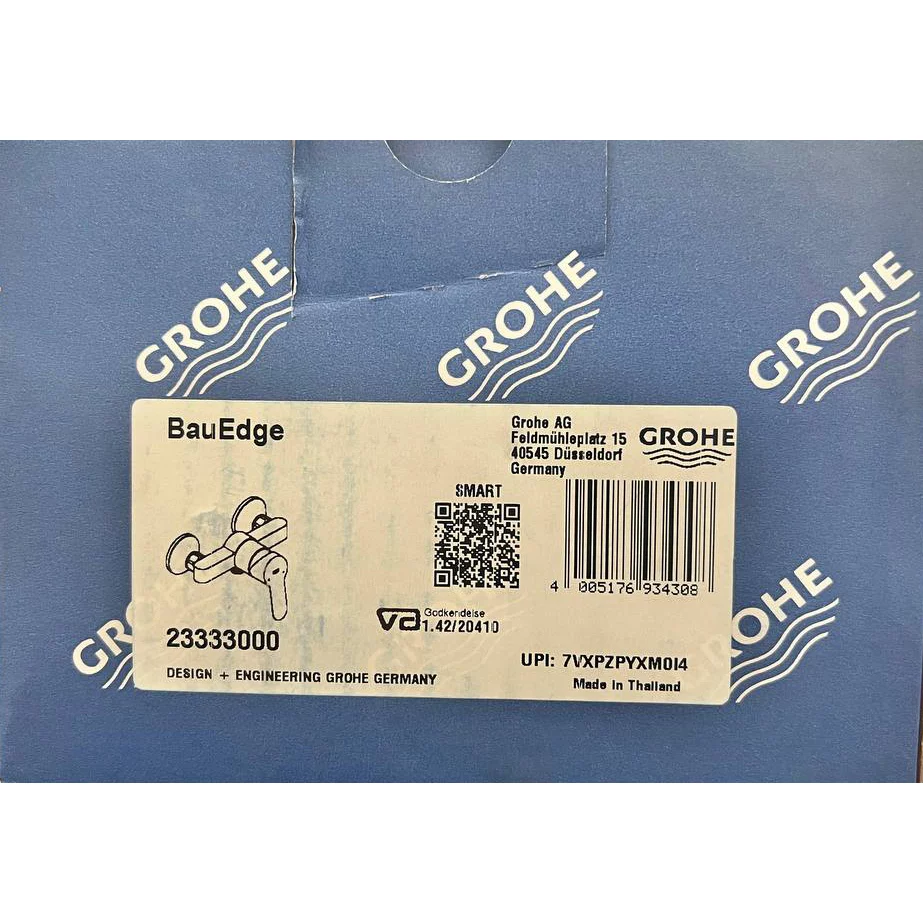 GROHE
GROHE
GROHE
BauEdge
Grohe AG
Feldmühleplatz 15
40545 Düsseldorf
Germany
GROHE
SMART
4 005176 934308
va Godkendelse
1.42/20410
23333000
DESIGN + ENGINEERING GROHE GERMANY
UPI: 7VXPZPYXM0I4
Made in Thailand
GROHE
GROHE